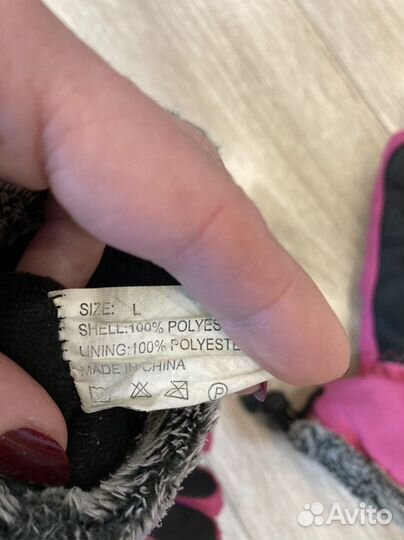 SIZE: L
SHELL:100% POLYES
LINING:100% POLYESTE
MADE IN CHINA
P
Avito